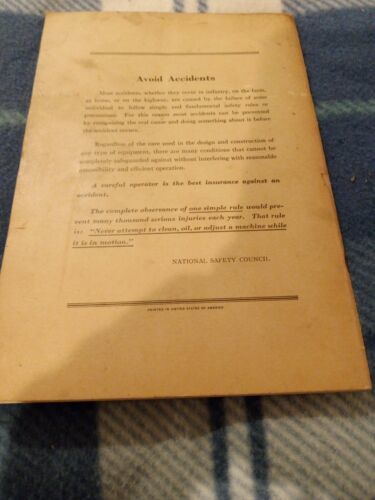 Avoid Accidents
Most accidents, whether they occur in industry, on the farm,
at home, or on the highway, are caused by the failure of some
individual to follow simple and fundamental safety rules or
precautions. For this reason most accidents can be prevented
by recognizing the real cause and doing something about it before
the accident occurs.
Regardless of the care used in the design and construction of
any type of equipment, there are many conditions that cannot be
completely safeguarded against without interfering with reasonable
accessibility and efficient operation.
A careful operator is the best insurance against an
accident.
The complete observance of one simple rule would pre-
vent many thousand serious injuries each year. That rule
is: "Never attempt to clean, oil, or adjust a machine while
it is in motion."
NATIONAL SAFETY COUNCIL.
PRINTED IN UNITED STATES OF AMERICA